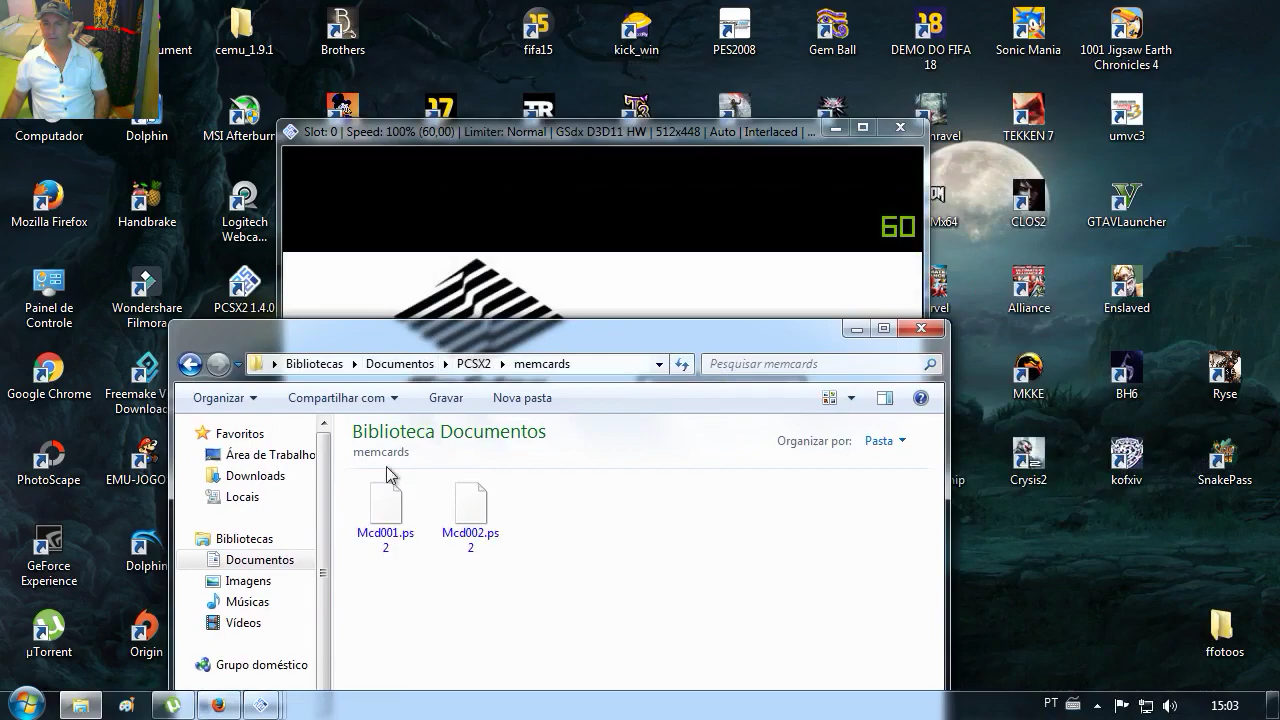 cemu_1.9.1
Brothers
fifa15
kick_win
PES2008
Gem Ball
DEMO DO FIFA
18
Sonic Mania
1001 Jigsaw Earth
Chronicles 4
Computador
Dolphin
MSI Afterburn
TEKKEN 7
umvc3
Slot: 0 | Speed: 100% (60,00) | Limiter: Normal | GSdx D3D11 HW | 512x448 | Auto | Interlaced | ...
60
Mozilla Firefox
Handbrake
Logitech
Webca...
CLOS2
GTAVLauncher
Painel de
Controle
Wondershare
Filmora
PCSX2 1.4.0
Alliance
Enslaved
Bibliotecas
Documentos
PCSX2
memcards
Pesquisar memcards
Google Chrome
Freemake V
Downloa
Organizar
Compartilhar com
Gravar
Nova pasta
MKKE
BH6
Ryse
Biblioteca Documentos
memcards
Organizar por:
Pasta
Favoritos
Área de Trabalho
Downloads
Locais
PhotoScape
EMU-JOGO
Crysis2
kofxiv
SnakePass
Mcd001.ps
2
Mcd002.ps
2
Bibliotecas
Documentos
Imagens
Músicas
Vídeos
GeForce
Experience
Dolphin
µTorrent
Origin
Grupo doméstico
ffotoos
PT
15:03